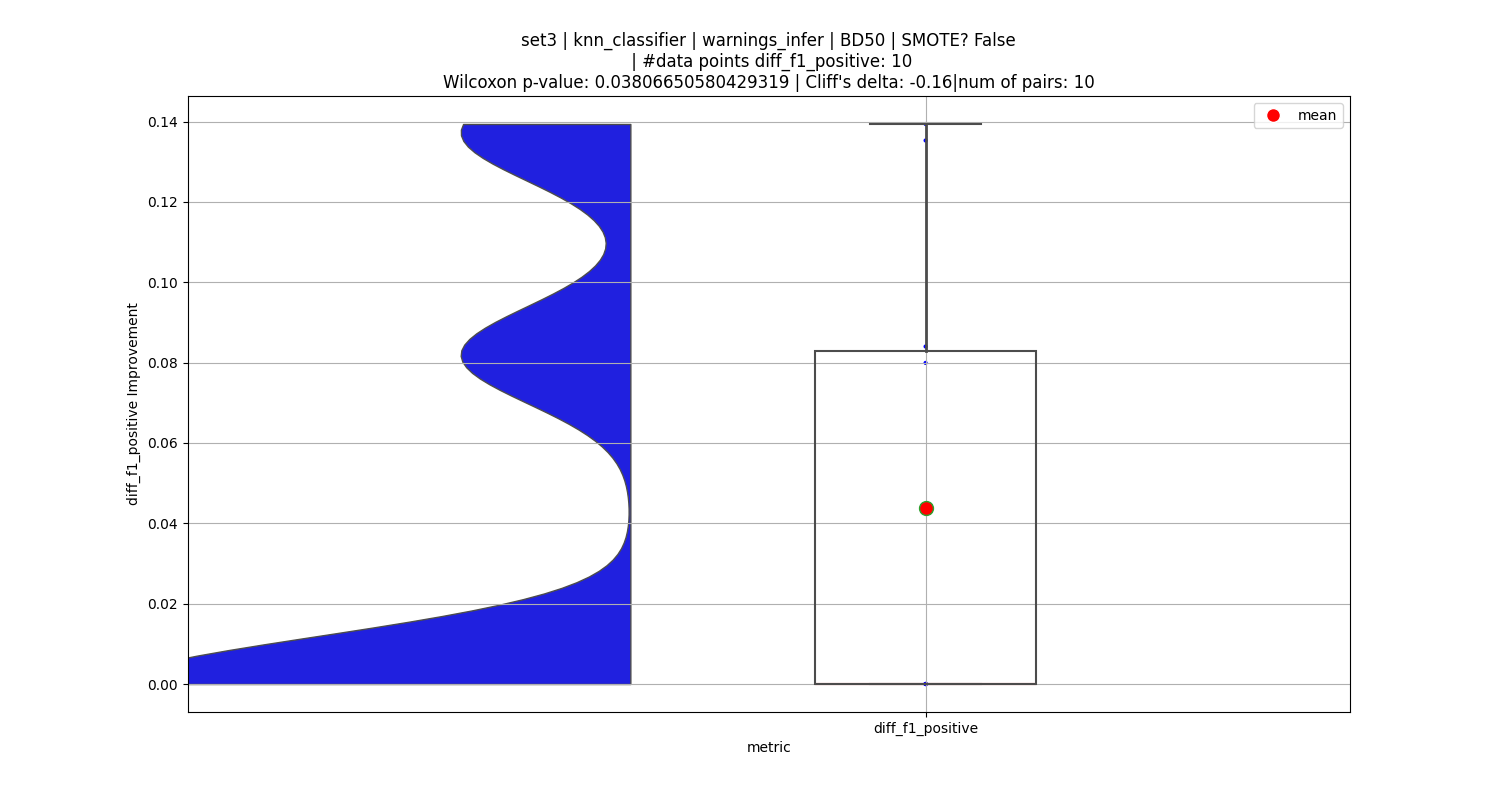 set3 | knn_classifier | warnings_infer | BD50 | SMOTE? False
| #data points diff_f1_positive: 10
Wilcoxon p-value: 0.03806650580429319 | Cliff's delta: -0.16|num of pairs: 10
mean
0.14
0.12
0.10
0.08
0.06
0.04
0.02
0.00
diff_f1_positive Improvement
diff_f1_positive
metric